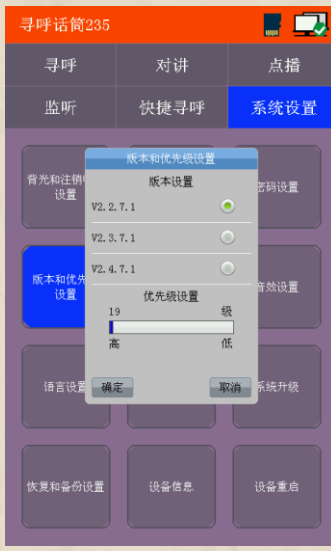 寻呼话筒235
寻呼 对讲 点播
监听 快捷寻呼 系统设置
版本和优先级设置
版本设置
V2.2.7.1
V2.3.7.1
V2.4.7.1
优先级设置
19 级
高 低
确定 取消
背光和注销
设置
密码设置
版本和优先
设置
音效设置
语言设置
系统升级
恢复和备份设置
设备信息
设备重启